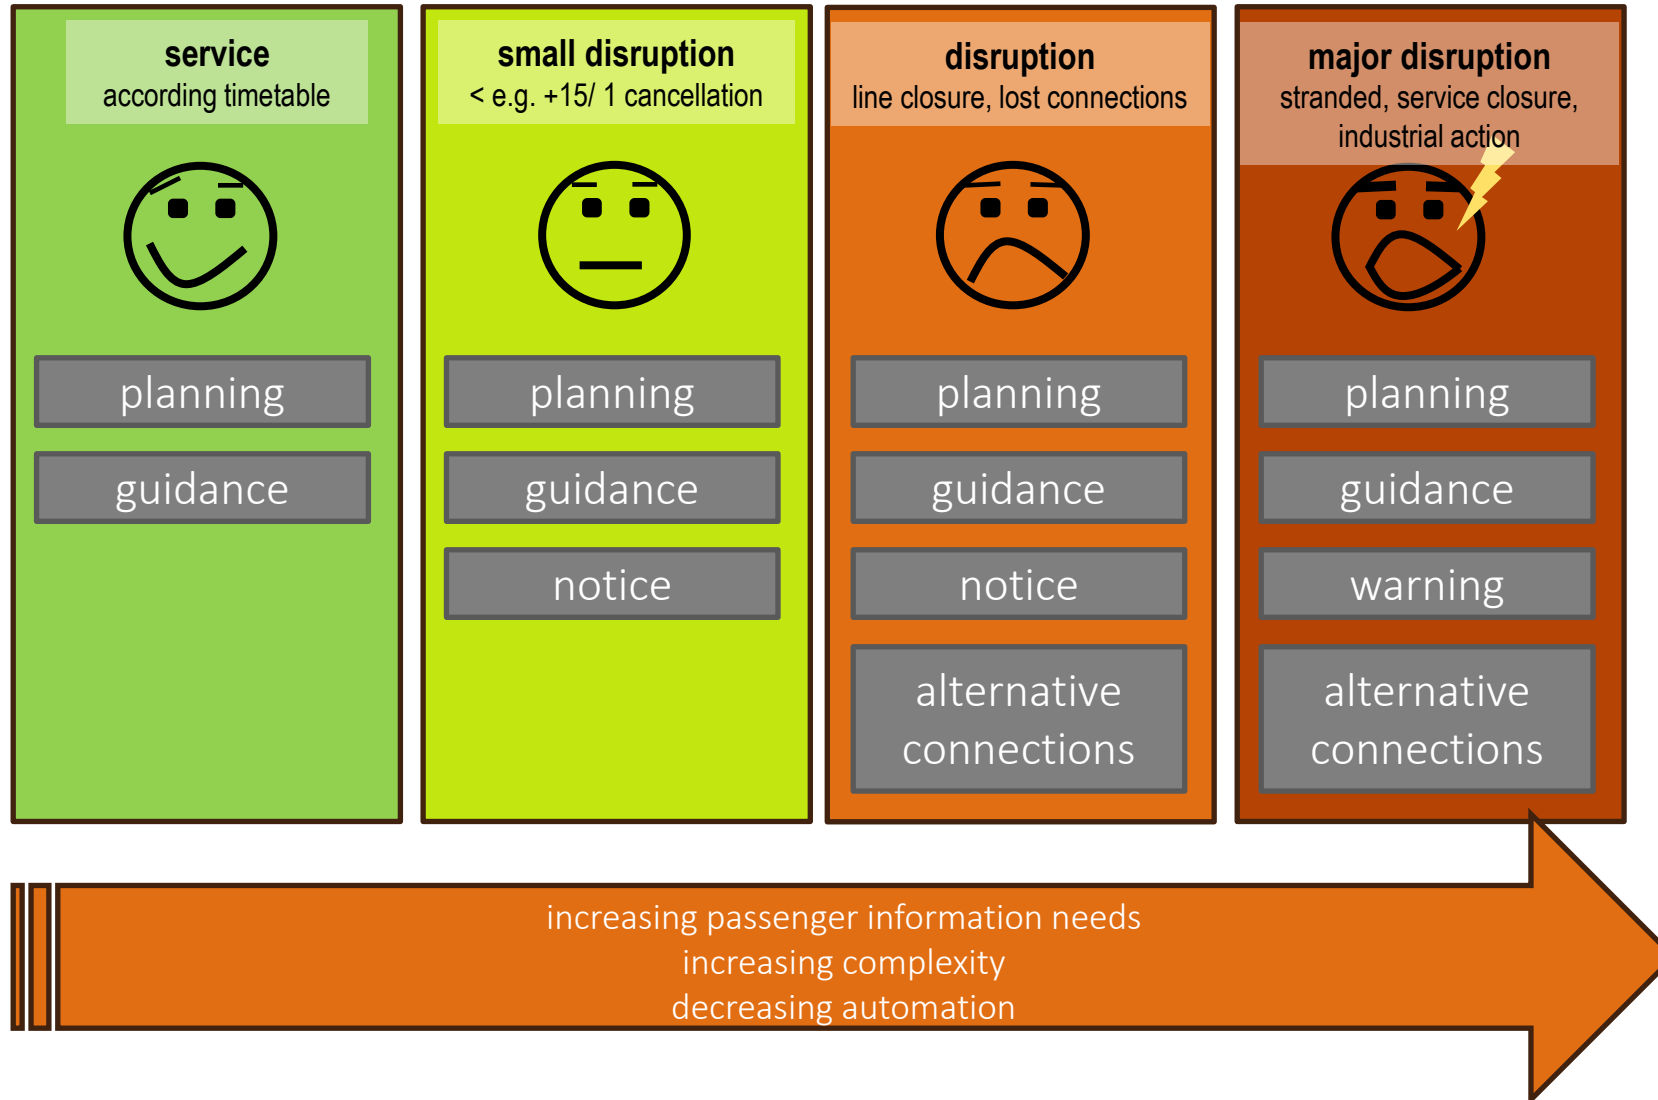 service
according timetable
planning
guidance
small disruption
< e.g. +15/ 1 cancellation
planning
guidance
notice
disruption
line closure, lost connections
planning
guidance
notice
alternative
connections
major disruption
stranded, service closure,
industrial action
planning
guidance
warning
alternative
connections
increasing passenger information needs
increasing complexity
decreasing automation